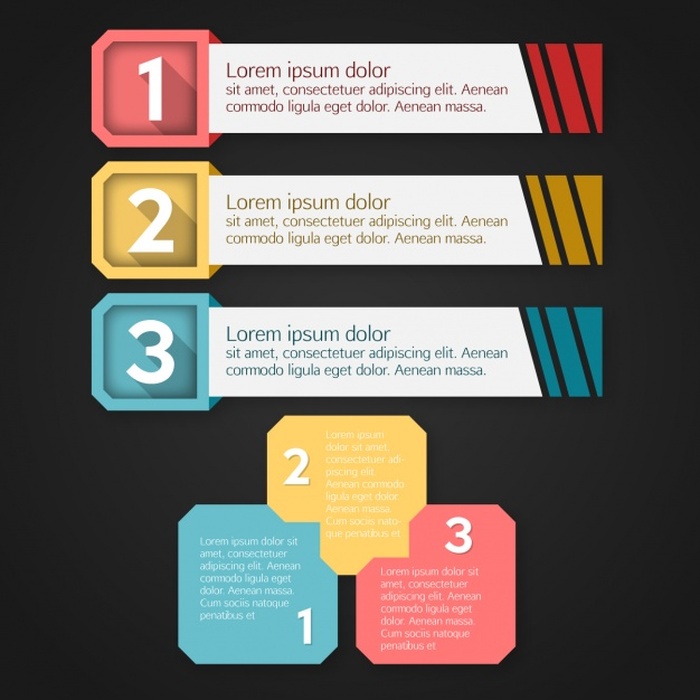 1
Lorem ipsum dolor
sit amet, consectetuer adipiscing elit. Aenean
commodo ligula eget dolor. Aenean massa.
2
Lorem ipsum dolor
sit amet, consectetuer adipiscing elit. Aenean
commodo ligula eget dolor. Aenean massa.
3
Lorem ipsum dolor
sit amet, consectetuer adipiscing elit. Aenean
commodo ligula eget dolor. Aenean massa.
2
Lorem ipsum
dolor sit amet,
consectetuer adi-
piscing elit.
Aenean commodo
ligula eget dolor.
Aenean massa.
Cum sociis nato-
que penatibus et
Lorem ipsum dolor sit
amet, consectetuer
adipiscing elit. Aenean
commodo ligula eget
dolor. Aenean massa.
Cum sociis natoque
penatibus et
1
3
Lorem ipsum dolor sit
amet, consectetuer
adipiscing elit. Aenean
commodo ligula eget
dolor. Aenean massa.
Cum sociis natoque
penatibus et